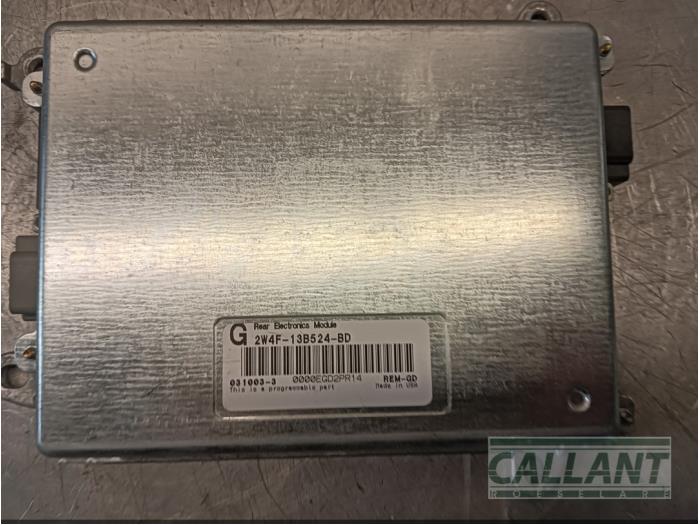 G Rear Electronics Module
2W4F-13B524-BD
031003-3 0000EGD2PR14 REM-GD
This is a programmable part Made in USA
CALLANT
ROESELARE